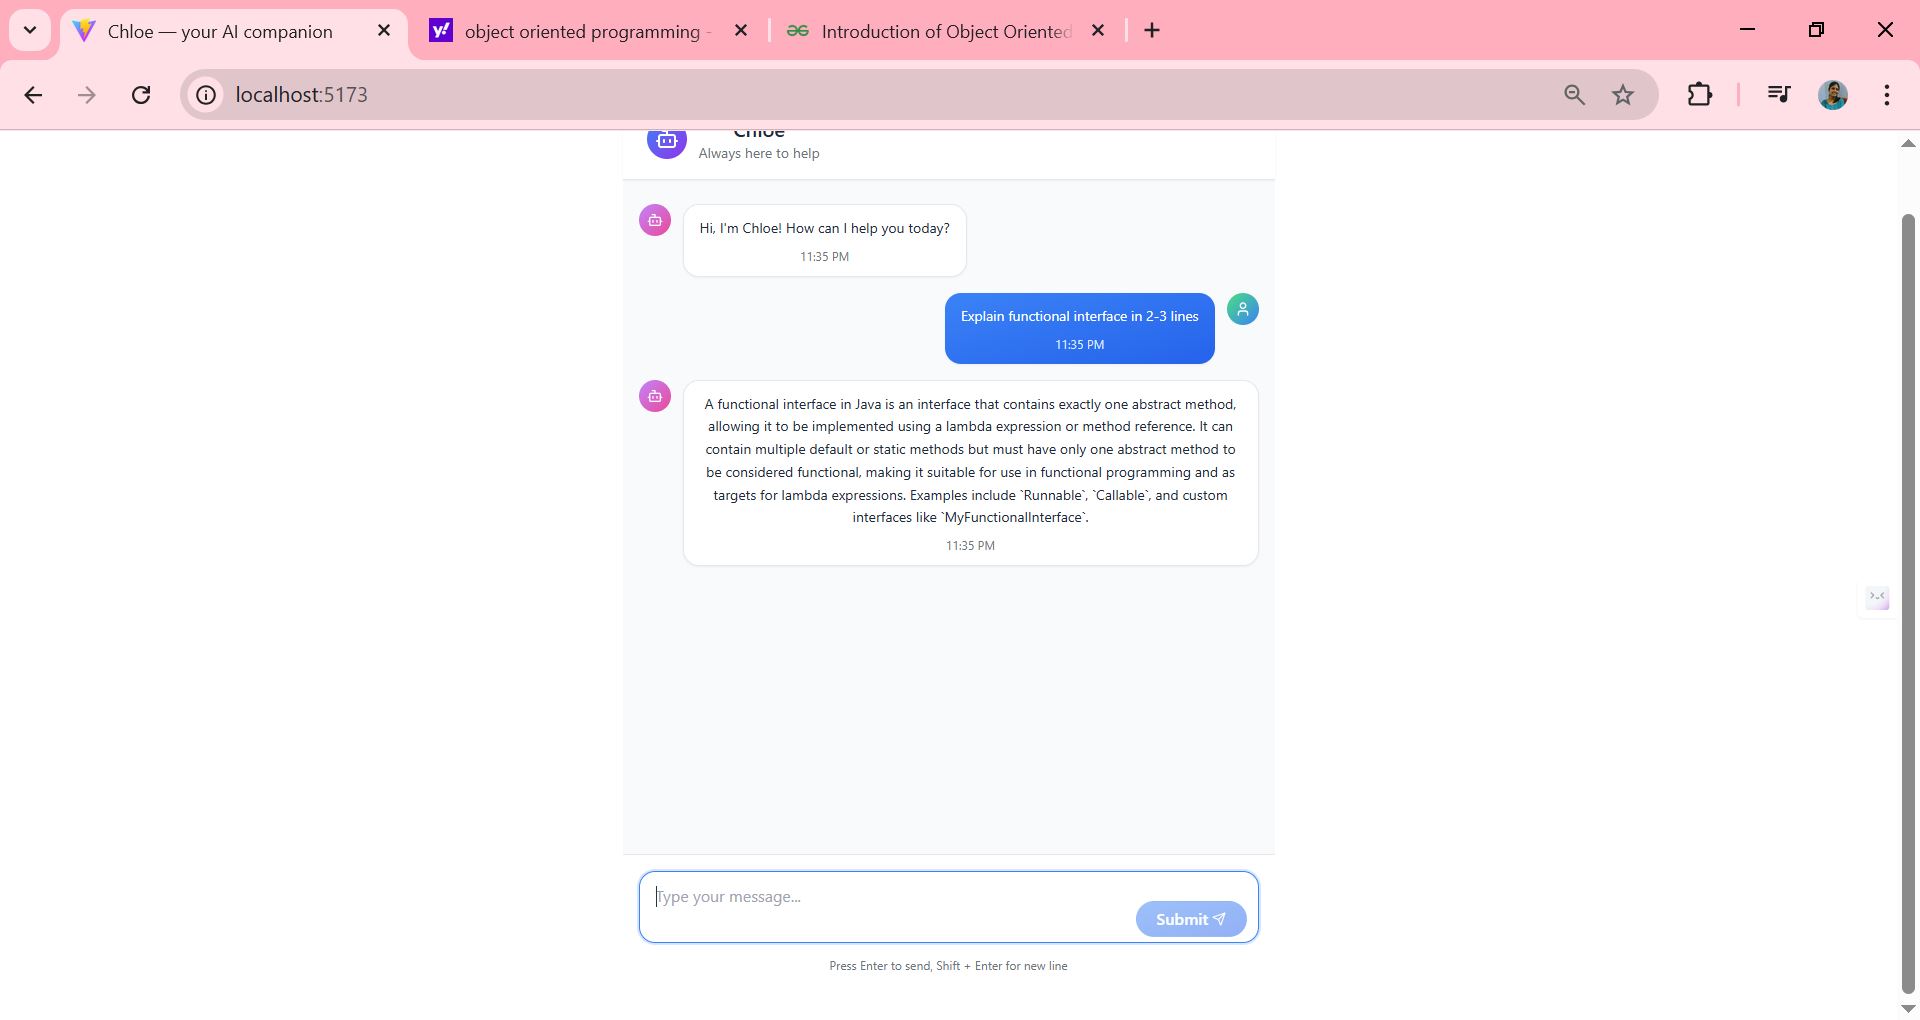 Chloe — your AI companion
object oriented programming -
Introduction of Object Oriented
localhost:5173
Chloe
Always here to help
Hi, I'm Chloe! How can I help you today?
11:35 PM
Explain functional interface in 2-3 lines
11:35 PM
A functional interface in Java is an interface that contains exactly one abstract method,
allowing it to be implemented using a lambda expression or method reference. It can
contain multiple default or static methods but must have only one abstract method to
be considered functional, making it suitable for use in functional programming and as
targets for lambda expressions. Examples include `Runnable`, `Callable`, and custom
interfaces like `MyFunctionalInterface`.
11:35 PM
Type your message...
Submit
Press Enter to send, Shift + Enter for new line